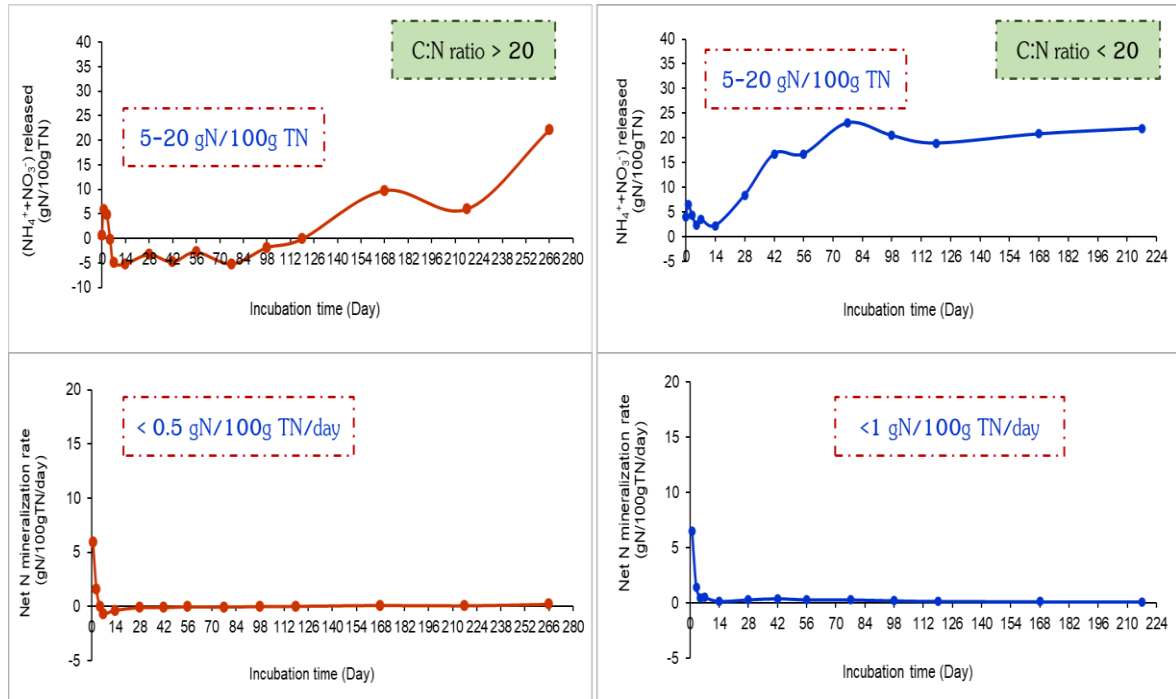 C:N ratio > 20
5-20 gN/100g TN
(NH₄⁺+NO₃⁻) released
(gN/100gTN)
40
35
30
25
20
15
10
5
0
-5
-10
0 14 28 42 56 70 84 98 112 126 140 154 168 182 196 210 224 238 252 266 280
Incubation time (Day)
C:N ratio < 20
5-20 gN/100g TN
NH₄⁺+NO₃⁻) released
(gN/100gTN)
40
35
30
25
20
15
10
5
0
-5
0 14 28 42 56 70 84 98 112 126 140 154 168 182 196 210 224
Incubation time (Day)
< 0.5 gN/100g TN/day
Net N mineralization rate
(gN/100gTN/day)
20
15
10
5
0
-5
0 14 28 42 56 70 84 98 112 126 140 154 168 182 196 210 224 238 252 266 280
Incubation time (Day)
<1 gN/100g TN/day
Net N mineralization rate
(gN/100gTN/day)
20
15
10
5
0
-5
0 14 28 42 56 70 84 98 112 126 140 154 168 182 196 210 224
Incubation time (Day)